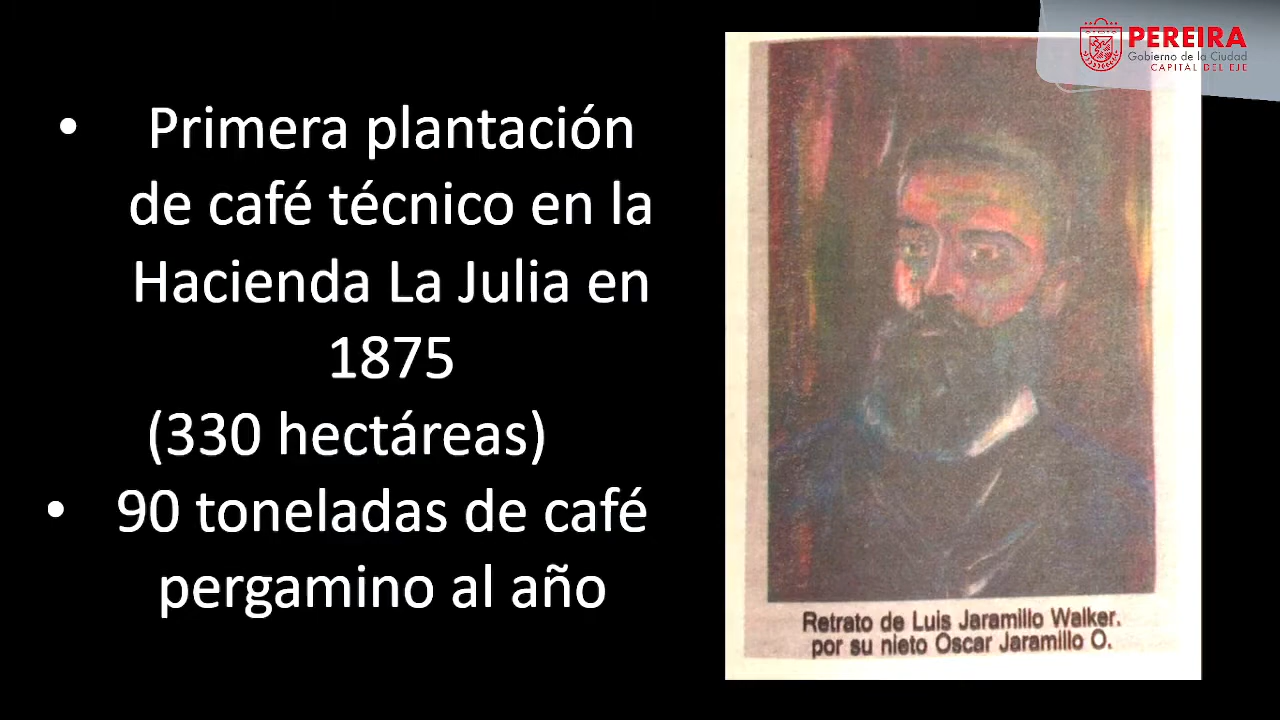 • Primera plantación
de café técnico en la
Hacienda La Julia en
1875
(330 hectáreas)
• 90 toneladas de café
pergamino al año
PEREIRA
Gobierno de la Ciudad
CAPITAL DEL EJE
Retrato de Luis Jaramillo Walker.
por su nieto Oscar Jaramillo O.